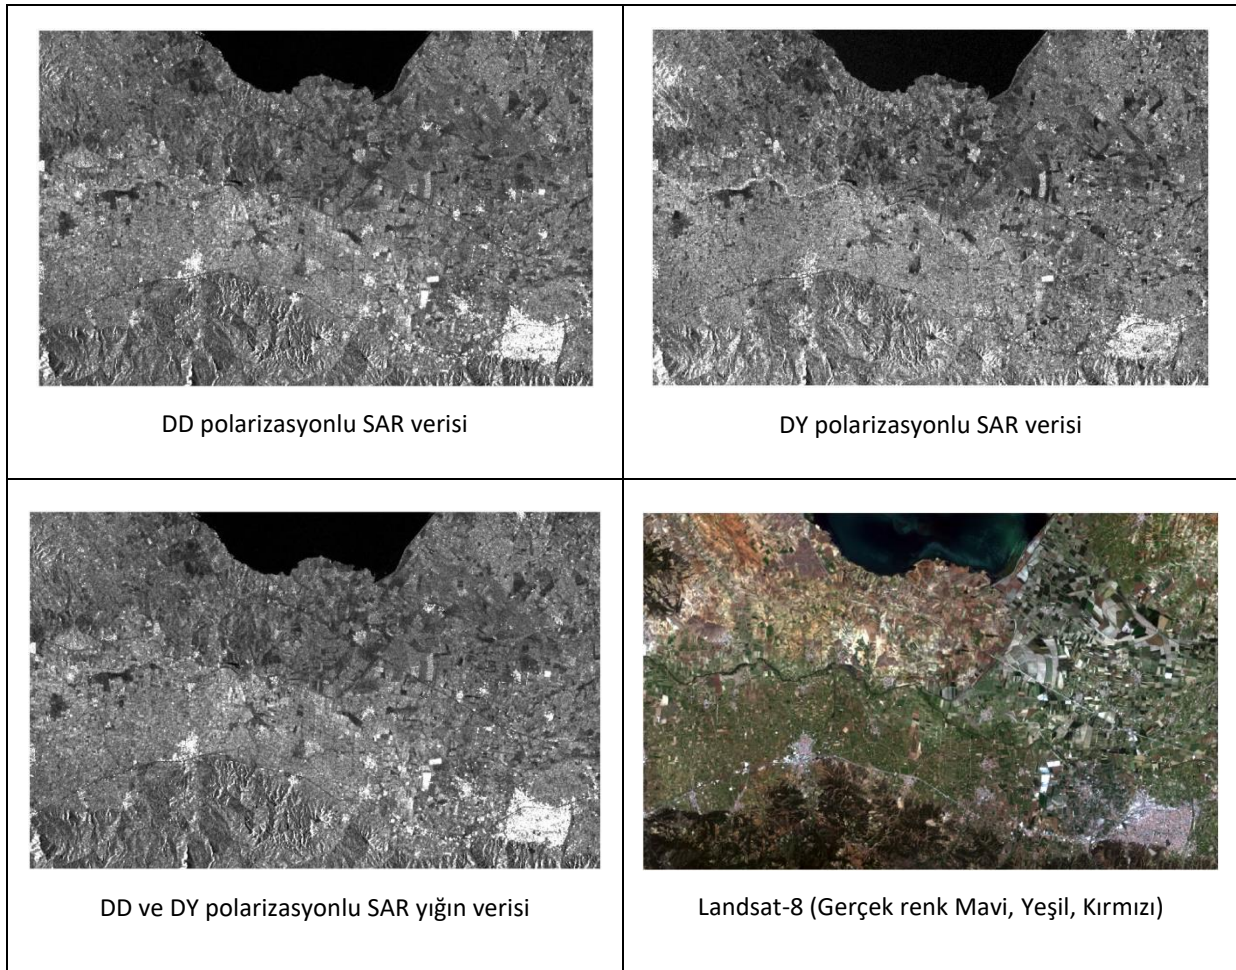 DD polarizasyonlu SAR verisi
DY polarizasyonlu SAR verisi
DD ve DY polarizasyonlu SAR yığın verisi
Landsat-8 (Gerçek renk Mavi, Yeşil, Kırmızı)